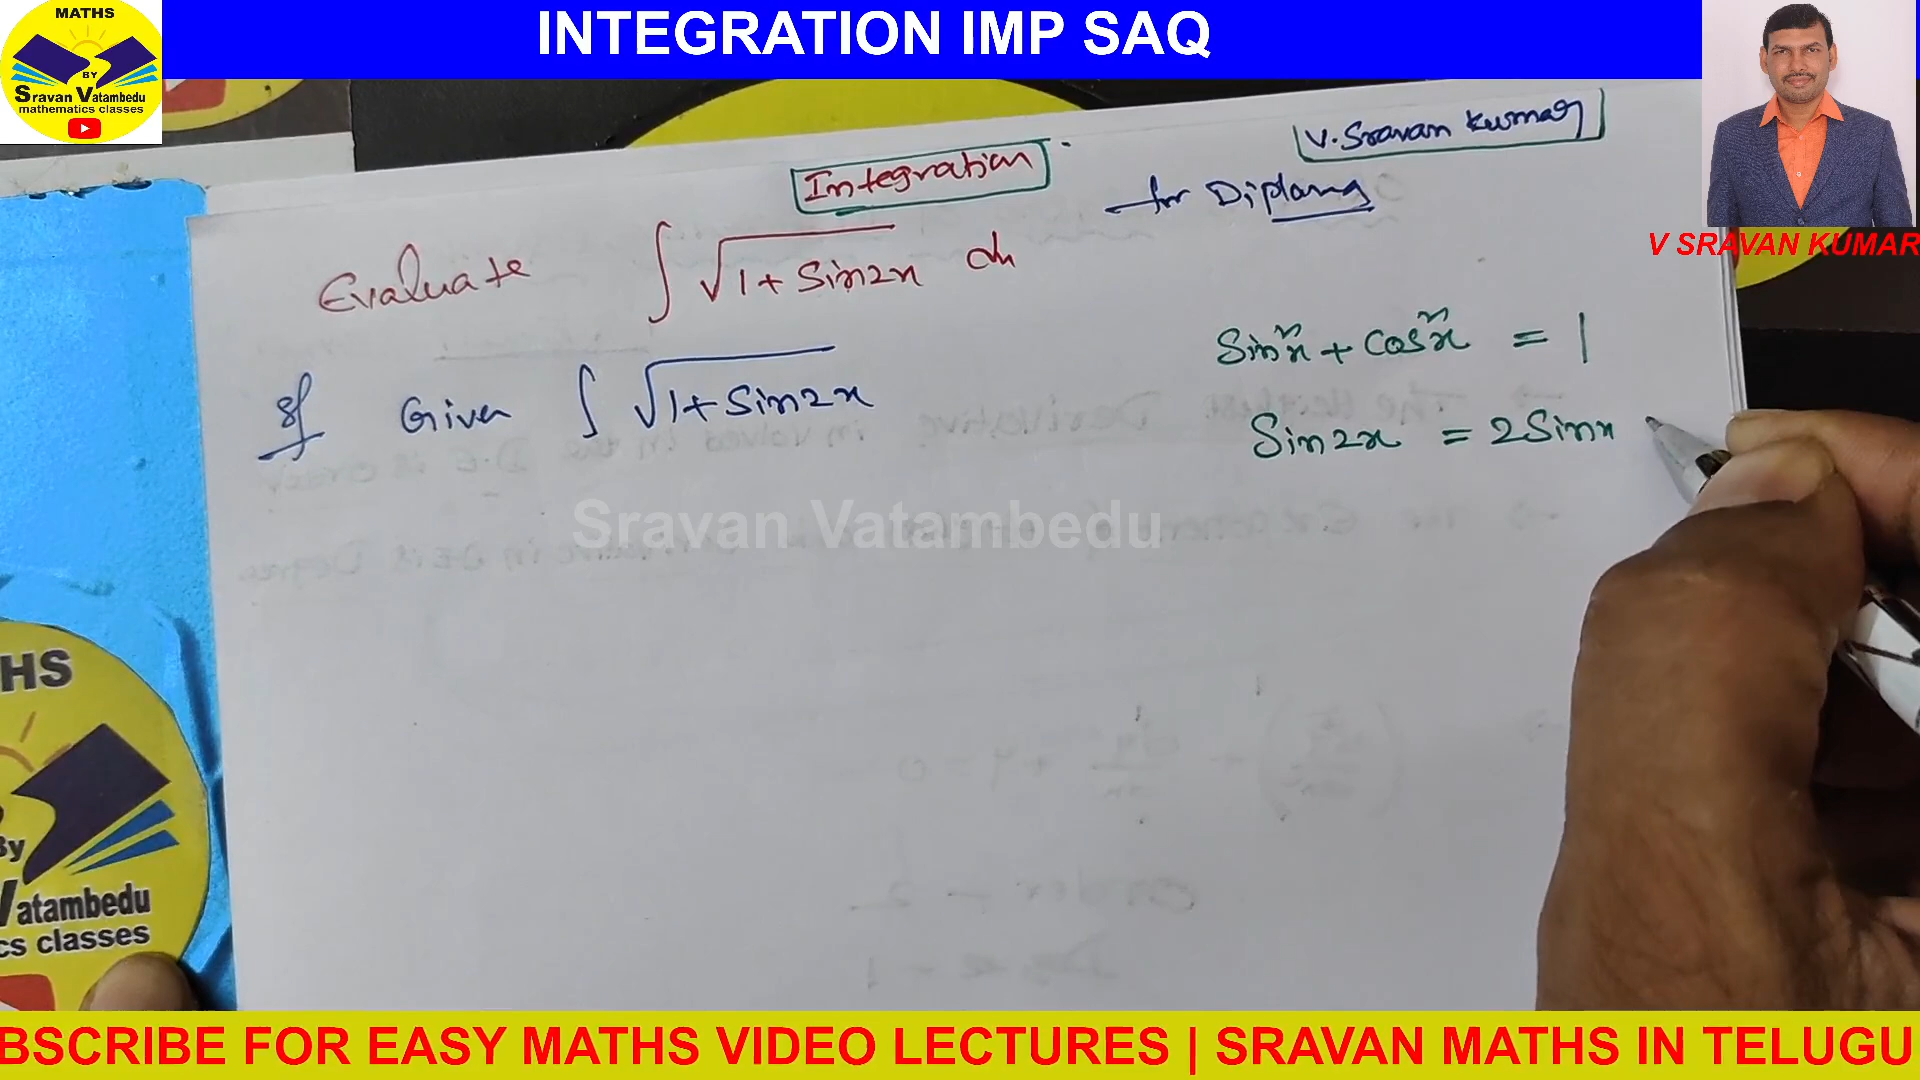 MATHS
BY
Sravan Vatambedu
mathematics classes
INTEGRATION IMP SAQ
V SRAVAN KUMAR
V. Sravan Kumar
Integration
for Diploma
Evaluate ∫ √1+Sin2x dx
Sol Given ∫ √1+Sin2x
Sin²x + Cos²x = 1
Sin2x = 2Sinx
Sravan Vatambedu
HS
By
Vatambedu
cs classes
order - 2
BSCRIBE FOR EASY MATHS VIDEO LECTURES | SRAVAN MATHS IN TELUGU